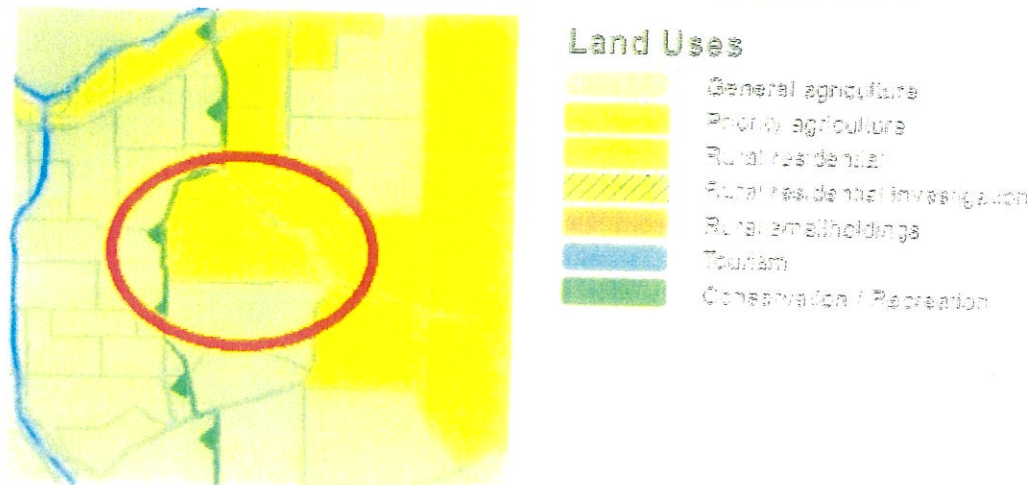 Land Uses
General agriculture
Priority agriculture
Rural residential
Rural residential investigation
Rural smallholdings
Tourism
Conservation / Recreation